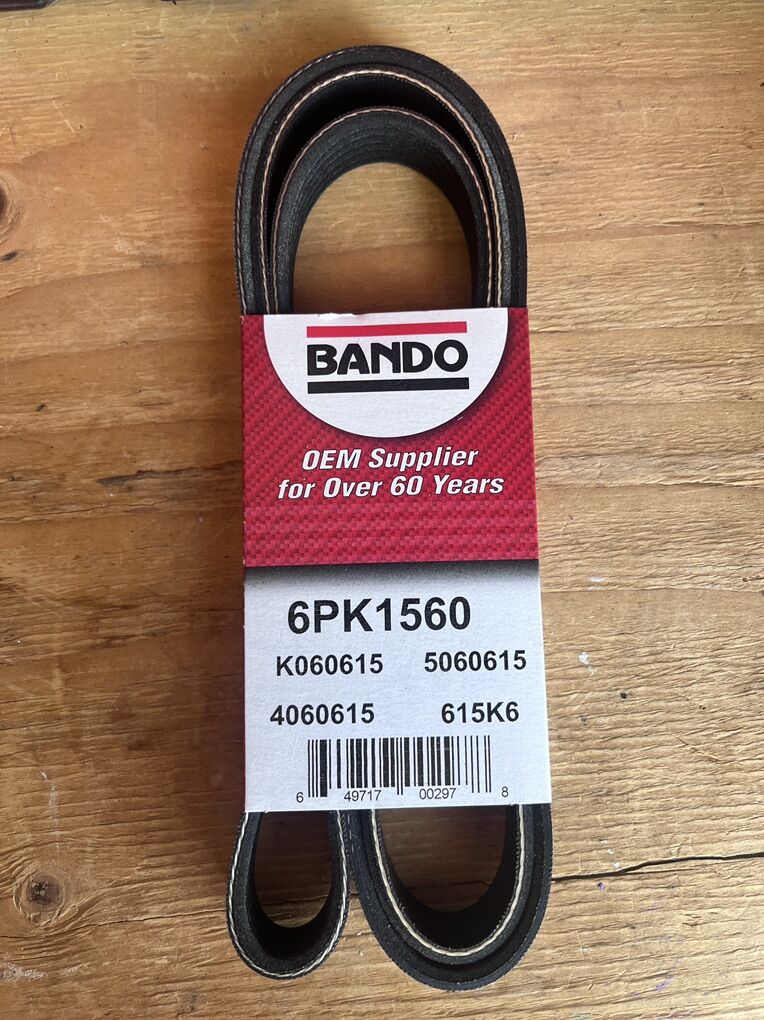 BANDO
OEM Supplier
for Over 60 Years
6PK1560
K060615 5060615
4060615 615K6
6 49717 00297 8